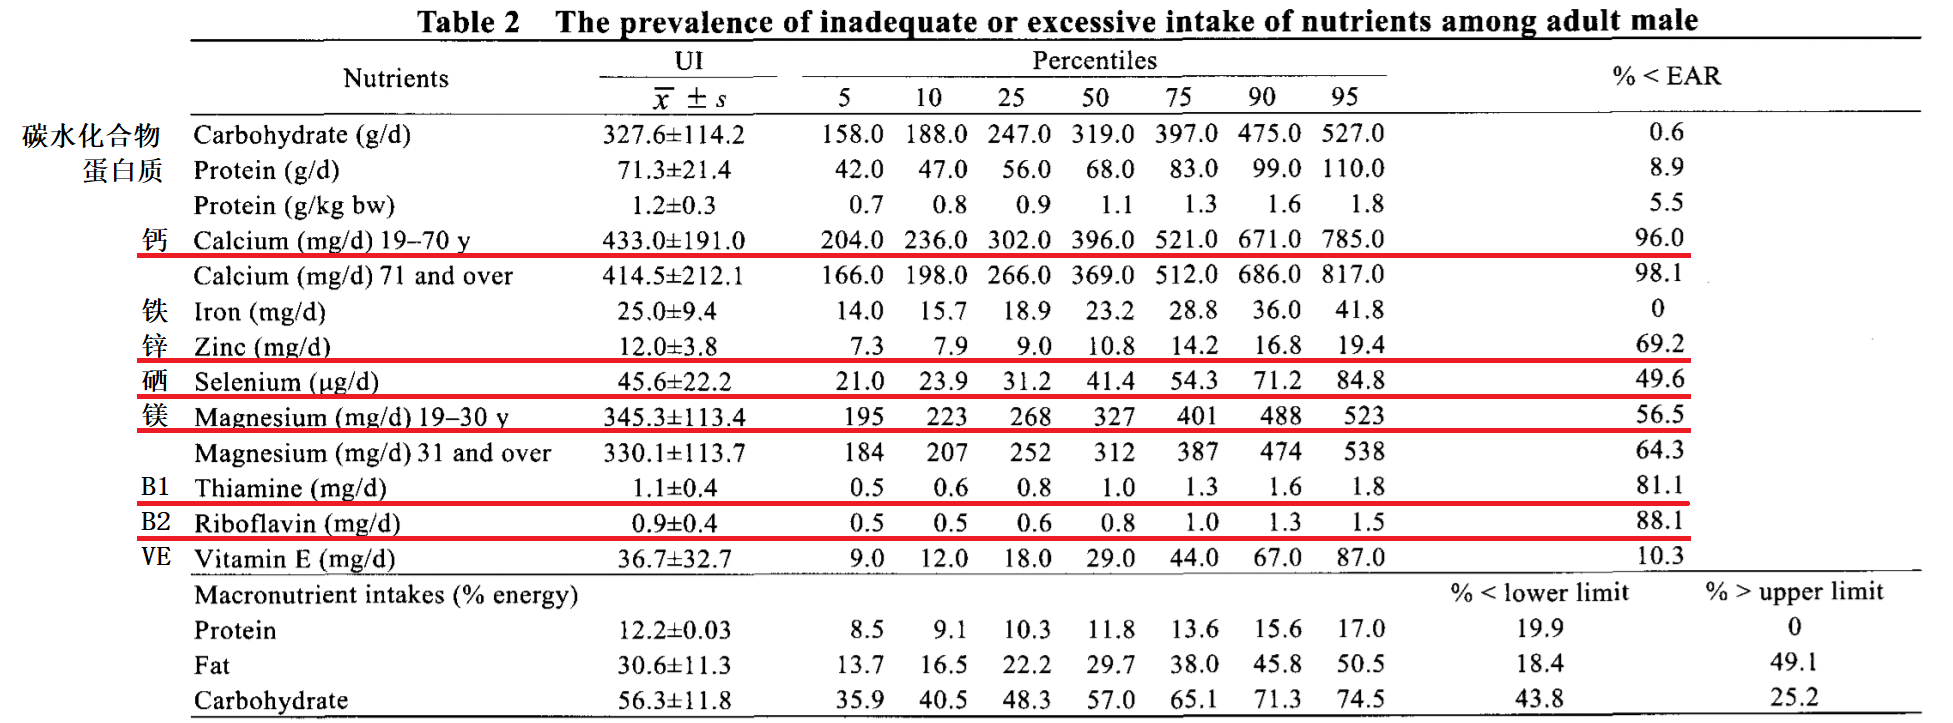 Table 2 The prevalence of inadequate or excessive intake of nutrients among adult male
Nutrients UI Percentiles % < EAR
x̄ ± s 5 10 25 50 75 90 95
碳水化合物 Carbohydrate (g/d) 327.6±114.2 158.0 188.0 247.0 319.0 397.0 475.0 527.0 0.6
蛋白质 Protein (g/d) 71.3±21.4 42.0 47.0 56.0 68.0 83.0 99.0 110.0 8.9
Protein (g/kg bw) 1.2±0.3 0.7 0.8 0.9 1.1 1.3 1.6 1.8 5.5
钙 Calcium (mg/d) 19–70 y 433.0±191.0 204.0 236.0 302.0 396.0 521.0 671.0 785.0 96.0
Calcium (mg/d) 71 and over 414.5±212.1 166.0 198.0 266.0 369.0 512.0 686.0 817.0 98.1
铁 Iron (mg/d) 25.0±9.4 14.0 15.7 18.9 23.2 28.8 36.0 41.8 0
锌 Zinc (mg/d) 12.0±3.8 7.3 7.9 9.0 10.8 14.2 16.8 19.4 69.2
硒 Selenium (μg/d) 45.6±22.2 21.0 23.9 31.2 41.4 54.3 71.2 84.8 49.6
镁 Magnesium (mg/d) 19–30 y 345.3±113.4 195 223 268 327 401 488 523 56.5
Magnesium (mg/d) 31 and over 330.1±113.7 184 207 252 312 387 474 538 64.3
B1 Thiamine (mg/d) 1.1±0.4 0.5 0.6 0.8 1.0 1.3 1.6 1.8 81.1
B2 Riboflavin (mg/d) 0.9±0.4 0.5 0.5 0.6 0.8 1.0 1.3 1.5 88.1
VE Vitamin E (mg/d) 36.7±32.7 9.0 12.0 18.0 29.0 44.0 67.0 87.0 10.3
Macronutrient intakes (% energy) % < lower limit % > upper limit
Protein 12.2±0.03 8.5 9.1 10.3 11.8 13.6 15.6 17.0 19.9 0
Fat 30.6±11.3 13.7 16.5 22.2 29.7 38.0 45.8 50.5 18.4 49.1
Carbohydrate 56.3±11.8 35.9 40.5 48.3 57.0 65.1 71.3 74.5 43.8 25.2